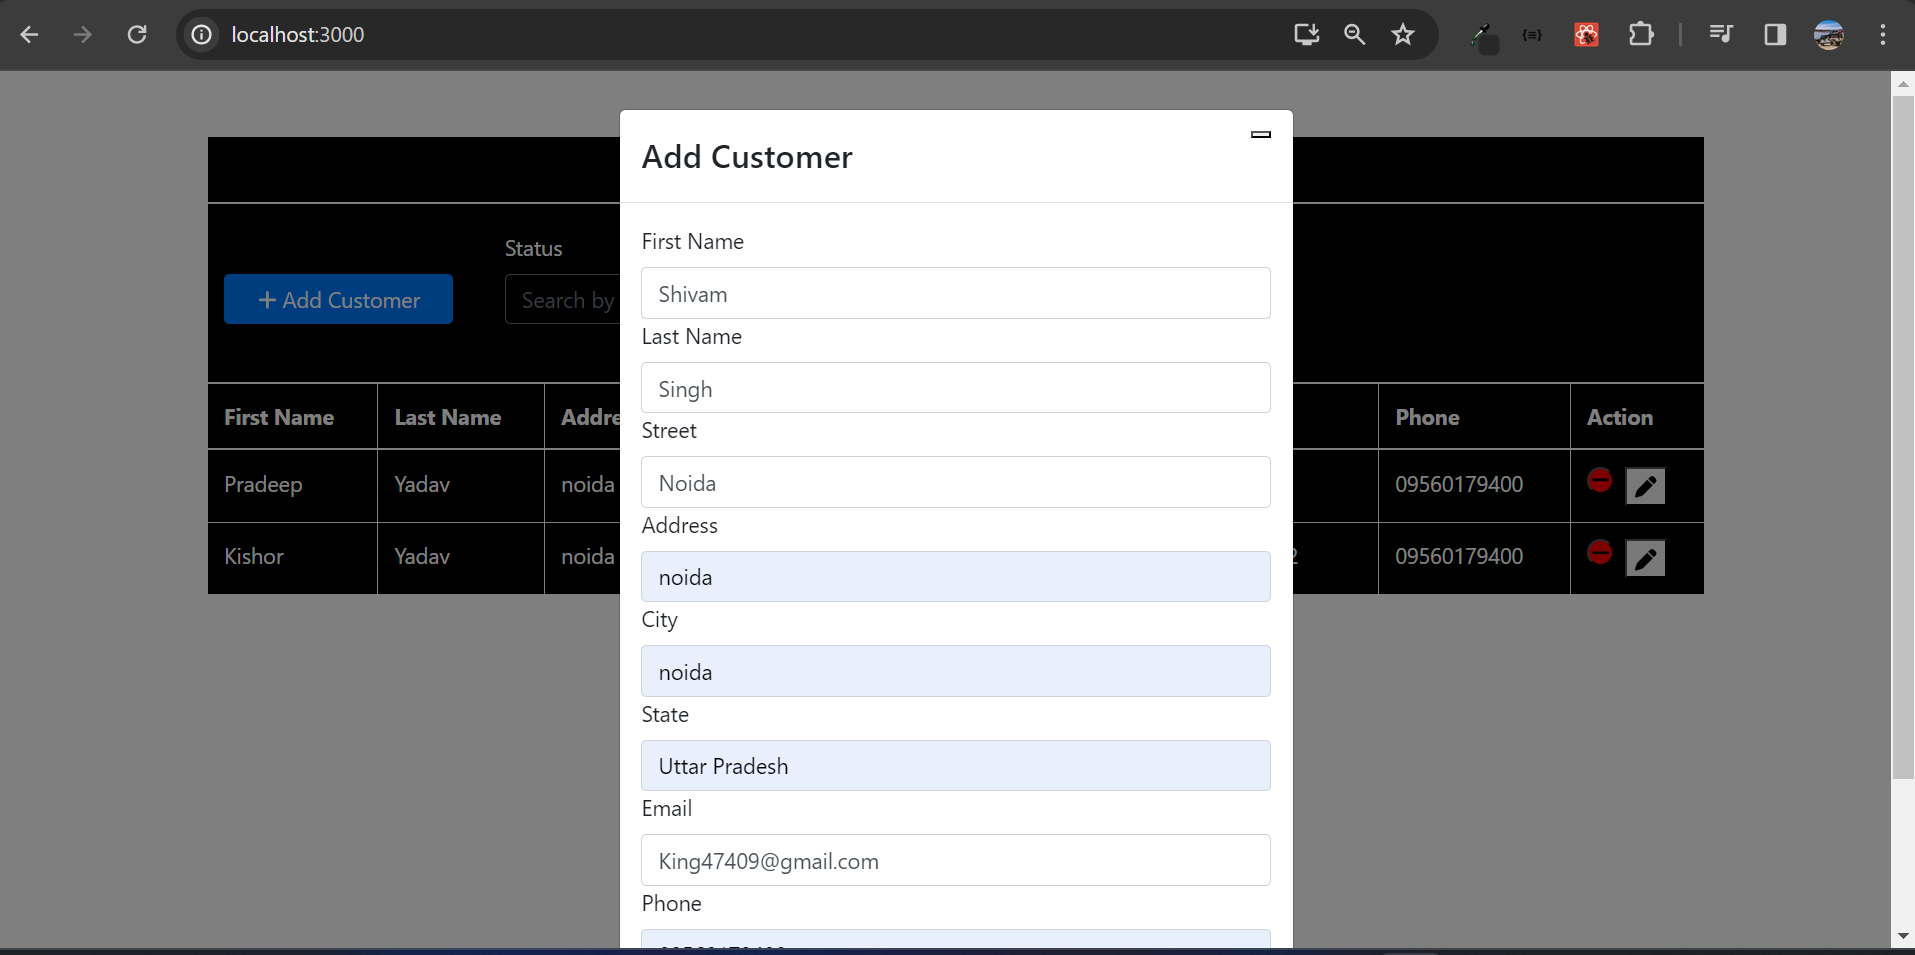 localhost:3000
Add Customer
First Name
Shivam
Last Name
Singh
Street
Noida
Address
noida
City
noida
State
Uttar Pradesh
Email
King47409@gmail.com
Phone
Status
+ Add Customer
Search by
First Name Last Name Addre Phone Action
Pradeep Yadav noida 09560179400
Kishor Yadav noida 2 09560179400